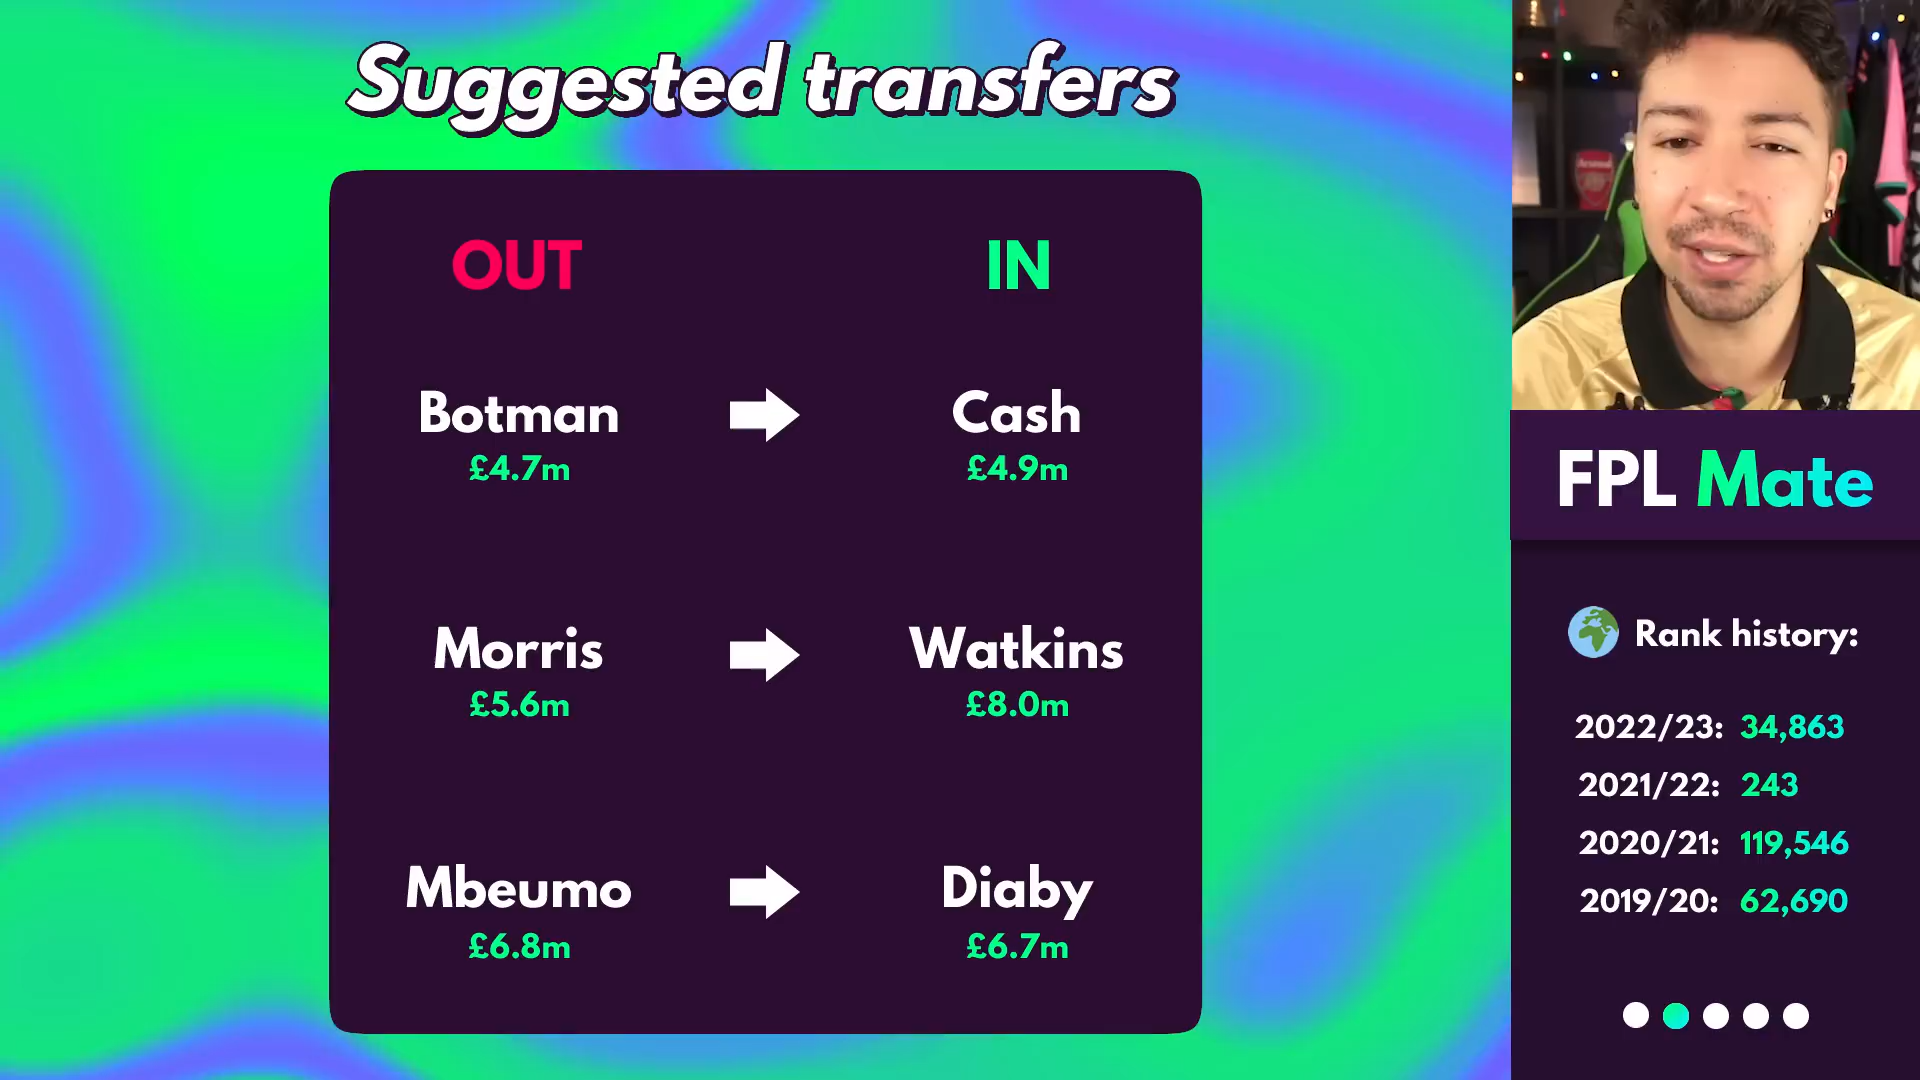 Suggested transfers
OUT
IN
Botman
Cash
£4.7m
£4.9m
Morris
Watkins
£5.6m
£8.0m
Mbeumo
Diaby
£6.8m
£6.7m
Arsenal
FPL Mate
Rank history:
2022/23: 34,863
2021/22: 243
2020/21: 119,546
2019/20: 62,690